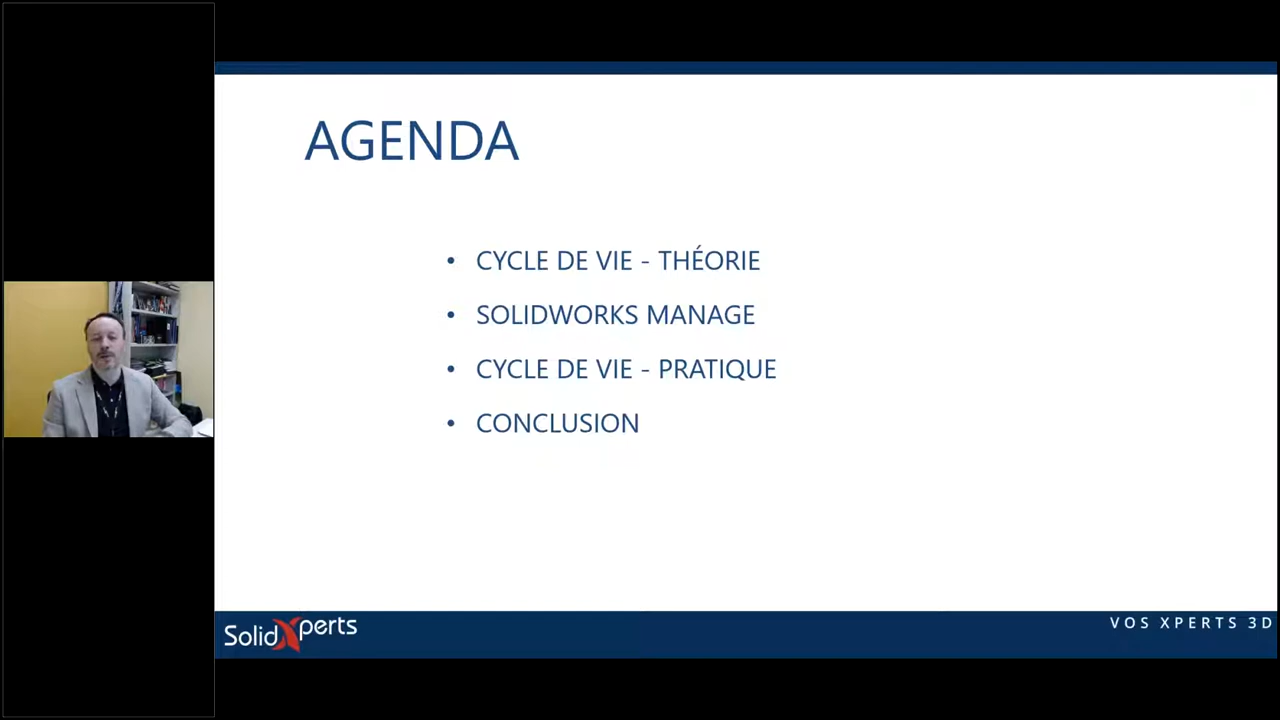 AGENDA
• CYCLE DE VIE - THÉORIE
• SOLIDWORKS MANAGE
• CYCLE DE VIE - PRATIQUE
• CONCLUSION
SolidXperts
VOS XPERTS 3D